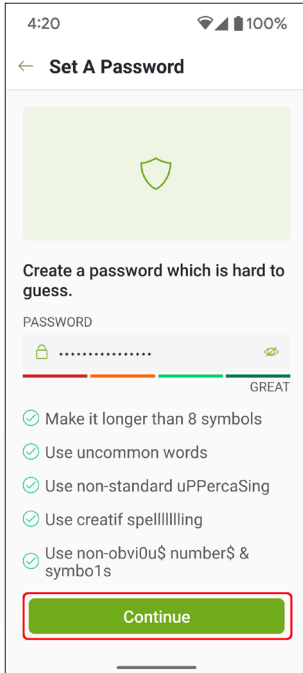 4:20 100%
Set A Password
Create a password which is hard to
guess.
PASSWORD
••••••••••••••••
GREAT
Make it longer than 8 symbols
Use uncommon words
Use non-standard uPPercaSing
Use creatif spelllllllling
Use non-obvi0u$ number$ &
symbo1s
Continue